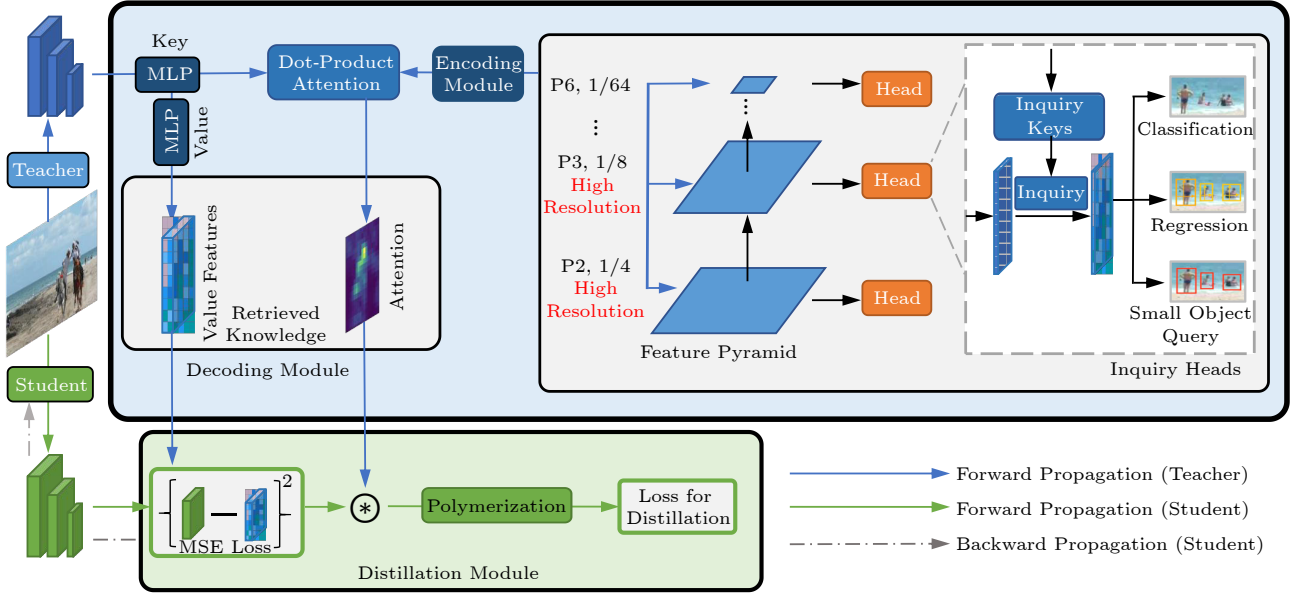 Key
MLP
MLP
Value
Dot-Product
Attention
Encoding
Module
Teacher
Value Features
Retrieved
Knowledge
Attention
Decoding Module
P6, 1/64
⋮
P3, 1/8
High
Resolution
P2, 1/4
High
Resolution
⋮
Feature Pyramid
Head
Head
Head
Inquiry
Keys
Inquiry
Classification
Regression
Small Object
Query
Inquiry Heads
Student
2
MSE Loss
Polymerization
Loss for
Distillation
Distillation Module
Forward Propagation (Teacher)
Forward Propagation (Student)
Backward Propagation (Student)